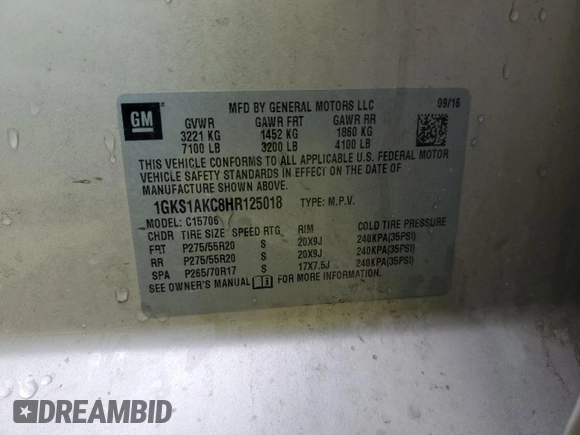 GM
MFD BY GENERAL MOTORS LLC 09/16
GVWR GAWR FRT GAWR RR
3221 KG 1452 KG 1860 KG
7100 LB 3200 LB 4100 LB
THIS VEHICLE CONFORMS TO ALL APPLICABLE U.S. FEDERAL MOTOR
VEHICLE SAFETY STANDARDS IN EFFECT ON THE DATE OF
MANUFACTURE SHOWN ABOVE.
1GKS1AKC8HR125018 TYPE: M.P.V.
MODEL: C15706
CHDR TIRE SIZE SPEED RTG RIM COLD TIRE PRESSURE
FRT P275/55R20 S 20X9J 240KPA(35PSI)
RR P275/55R20 S 20X9J 240KPA(35PSI)
SPA P265/70R17 S 17X7.5J 240KPA(35PSI)
SEE OWNER'S MANUAL FOR MORE INFORMATION.
DREAMBID